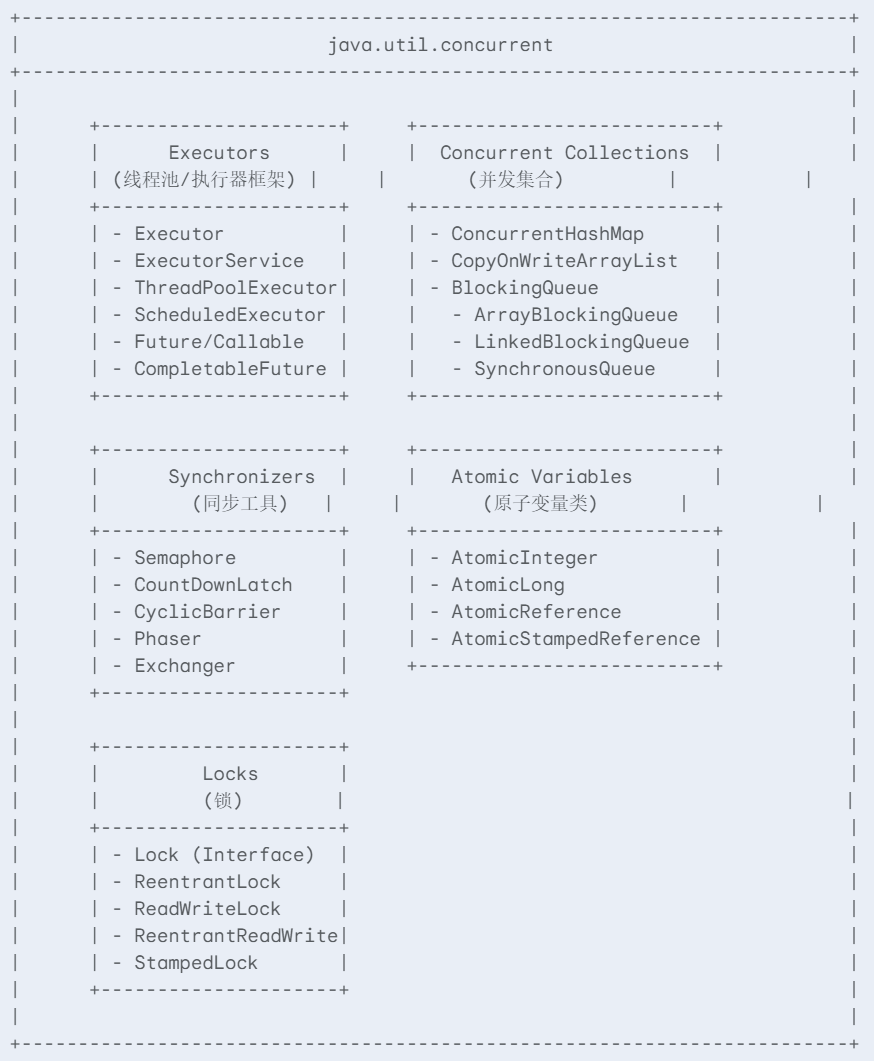 +--------------------------------------------------------------------------+
|                            java.util.concurrent                          |
+--------------------------------------------------------------------------+
|                                                                          |
|      +---------------------+     +--------------------------+           |
|      |      Executors      |     |  Concurrent Collections  |           |
|      | (线程池/执行器框架) |     |       (并发集合)         |           |
|      +---------------------+     +--------------------------+           |
|      | - Executor          |     | - ConcurrentHashMap      |           |
|      | - ExecutorService   |     | - CopyOnWriteArrayList   |           |
|      | - ThreadPoolExecutor|     | - BlockingQueue          |           |
|      | - ScheduledExecutor |     |   - ArrayBlockingQueue   |           |
|      | - Future/Callable   |     |   - LinkedBlockingQueue  |           |
|      | - CompletableFuture |     |   - SynchronousQueue     |           |
|      +---------------------+     +--------------------------+           |
|                                                                          |
|      +---------------------+     +--------------------------+           |
|      |      Synchronizers  |     |   Atomic Variables       |           |
|      |        (同步工具)   |     |       (原子变量类)       |           |
|      +---------------------+     +--------------------------+           |
|      | - Semaphore         |     | - AtomicInteger          |           |
|      | - CountDownLatch    |     | - AtomicLong             |           |
|      | - CyclicBarrier     |     | - AtomicReference        |           |
|      | - Phaser            |     | - AtomicStampedReference |           |
|      | - Exchanger         |     +--------------------------+           |
|      +---------------------+                                            |
|                                                                          |
|      +---------------------+                                            |
|      |         Locks       |                                            |
|      |         (锁)        |                                            |
|      +---------------------+                                            |
|      | - Lock (Interface)  |                                            |
|      | - ReentrantLock     |                                            |
|      | - ReadWriteLock     |                                            |
|      | - ReentrantReadWrite|                                            |
|      | - StampedLock       |                                            |
|      +---------------------+                                            |
|                                                                          |
+--------------------------------------------------------------------------+